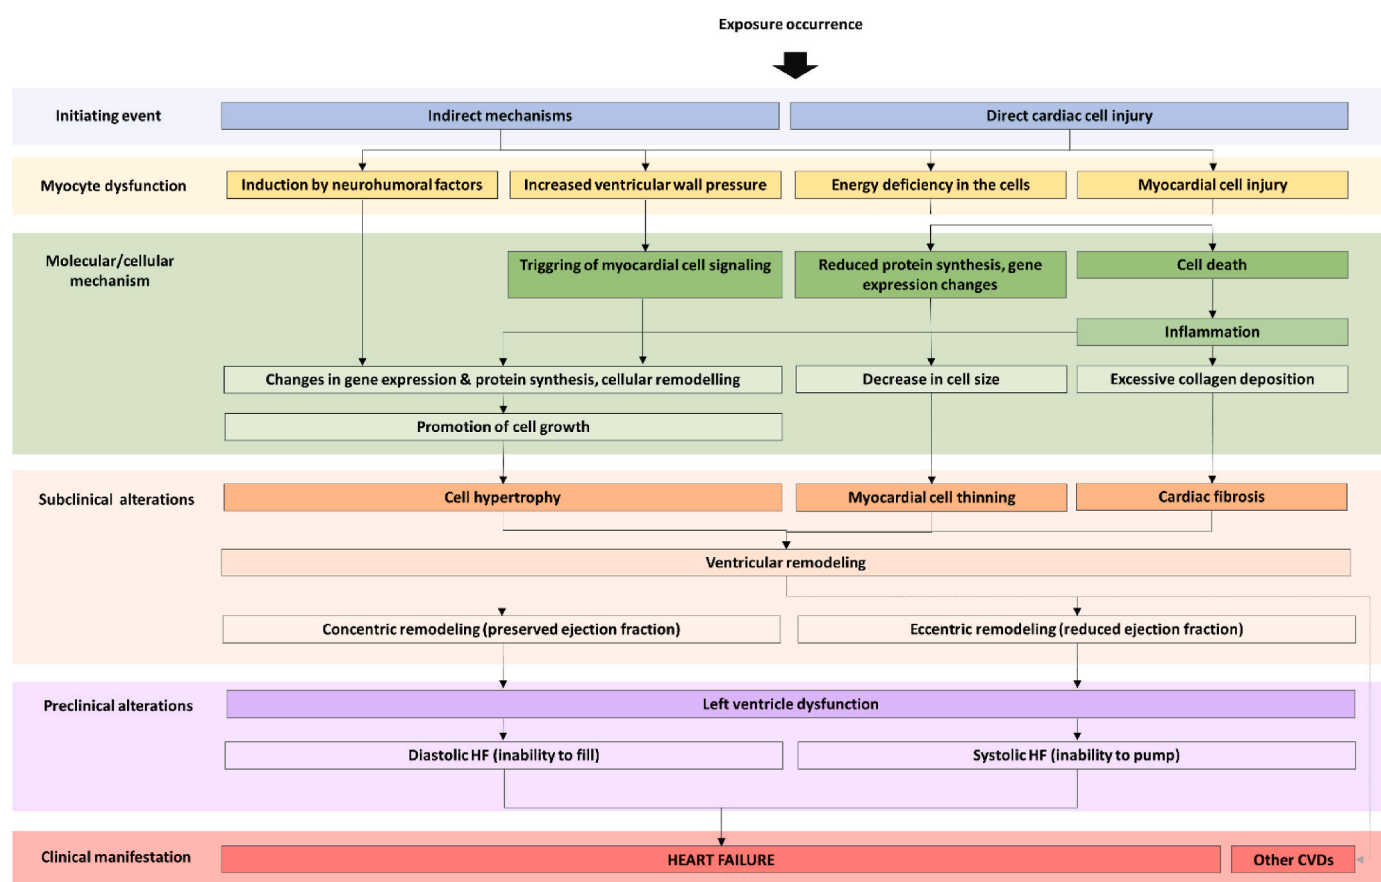 Exposure occurrence
Initiating event
Indirect mechanisms
Direct cardiac cell injury
Myocyte dysfunction
Induction by neurohumoral factors
Increased ventricular wall pressure
Energy deficiency in the cells
Myocardial cell injury
Molecular/cellular
mechanism
Triggring of myocardial cell signaling
Reduced protein synthesis, gene
expression changes
Cell death
Inflammation
Changes in gene expression & protein synthesis, cellular remodelling
Decrease in cell size
Excessive collagen deposition
Promotion of cell growth
Subclinical alterations
Cell hypertrophy
Myocardial cell thinning
Cardiac fibrosis
Ventricular remodeling
Concentric remodeling (preserved ejection fraction)
Eccentric remodeling (reduced ejection fraction)
Preclinical alterations
Left ventricle dysfunction
Diastolic HF (inability to fill)
Systolic HF (inability to pump)
Clinical manifestation
HEART FAILURE
Other CVDs